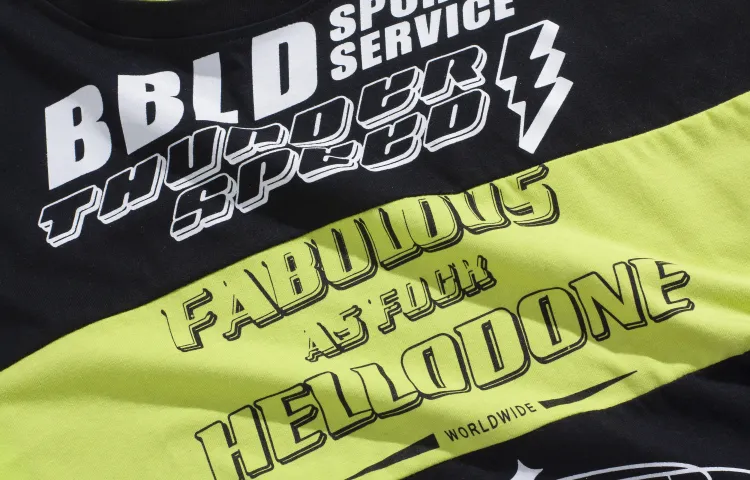 BBLD SPORT
SERVICE
THUNDER
SPEED
FABULOUS
AS FUCK
HELLODONE
WORLDWIDE